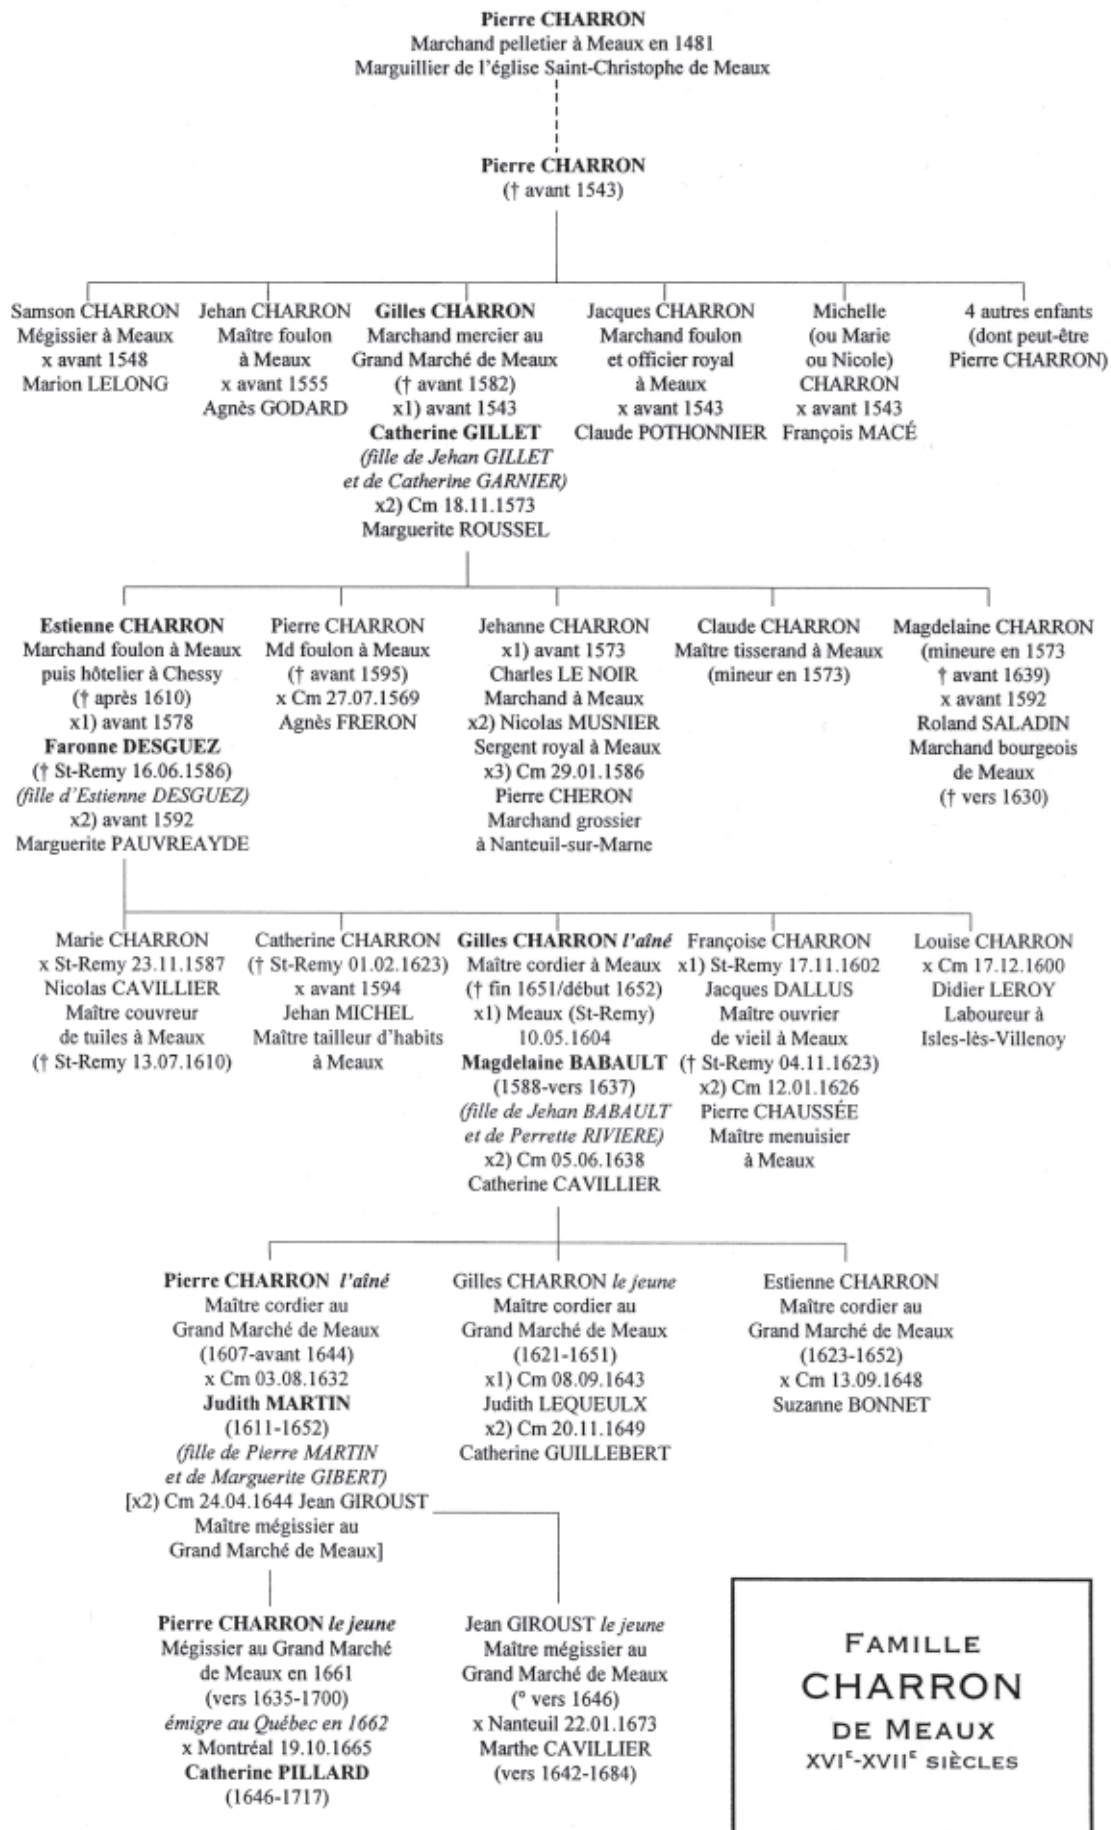 Pierre CHARRON
Marchand pelletier à Meaux en 1481
Marguillier de l'église Saint-Christophe de Meaux
Pierre CHARRON
(† avant 1543)
Samson CHARRON
Mégissier à Meaux
x avant 1548
Marion LELONG
Jehan CHARRON
Maître foulon
à Meaux
x avant 1555
Agnès GODARD
Gilles CHARRON
Marchand mercier au
Grand Marché de Meaux
(† avant 1582)
x1) avant 1543
Catherine GILLET
(fille de Jehan GILLET
et de Catherine GARNIER)
x2) Cm 18.11.1573
Marguerite ROUSSEL
Jacques CHARRON
Marchand foulon
et officier royal
à Meaux
x avant 1543
Claude POTHONNIER
Michelle
(ou Marie
ou Nicole)
CHARRON
x avant 1543
François MACÉ
4 autres enfants
(dont peut-être
Pierre CHARRON)
Estienne CHARRON
Marchand foulon à Meaux
puis hôtelier à Chessy
(† après 1610)
x1) avant 1578
Faronne DESGUEZ
(† St-Remy 16.06.1586)
(fille d'Estienne DESGUEZ)
x2) avant 1592
Marguerite PAUVREAYDE
Pierre CHARRON
Md foulon à Meaux
(† avant 1595)
x Cm 27.07.1569
Agnès FRERON
Jehanne CHARRON
x1) avant 1573
Charles LE NOIR
Marchand à Meaux
x2) Nicolas MUSNIER
Sergent royal à Meaux
x3) Cm 29.01.1586
Pierre CHERON
Marchand grossier
à Nanteuil-sur-Marne
Claude CHARRON
Maître tisserand à Meaux
(mineur en 1573)
Magdelaine CHARRON
(mineure en 1573
† avant 1639)
x avant 1592
Roland SALADIN
Marchand bourgeois
de Meaux
(† vers 1630)
Marie CHARRON
x St-Remy 23.11.1587
Nicolas CAVILLIER
Maître couvreur
de tuiles à Meaux
(† St-Remy 13.07.1610)
Catherine CHARRON
(† St-Remy 01.02.1623)
x avant 1594
Jehan MICHEL
Maître tailleur d'habits
à Meaux
Gilles CHARRON l'aîné
Maître cordier à Meaux
(† fin 1651/début 1652)
x1) Meaux (St-Remy)
10.05.1604
Magdelaine BABAULT
(1588-vers 1637)
(fille de Jehan BABAULT
et de Perrette RIVIERE)
x2) Cm 05.06.1638
Catherine CAVILLIER
Françoise CHARRON
x1) St-Remy 17.11.1602
Jacques DALLUS
Maître ouvrier
de vieil à Meaux
(† St-Remy 04.11.1623)
x2) Cm 12.01.1626
Pierre CHAUSSÉE
Maître menuisier
à Meaux
Louise CHARRON
x Cm 17.12.1600
Didier LEROY
Laboureur à
Isles-lès-Villenoy
Pierre CHARRON l'aîné
Maître cordier au
Grand Marché de Meaux
(1607-avant 1644)
x Cm 03.08.1632
Judith MARTIN
(1611-1652)
(fille de Pierre MARTIN
et de Marguerite GIBERT)
[x2) Cm 24.04.1644 Jean GIROUST
Maître mégissier au
Grand Marché de Meaux]
Gilles CHARRON le jeune
Maître cordier au
Grand Marché de Meaux
(1621-1651)
x1) Cm 08.09.1643
Judith LEQUEULX
x2) Cm 20.11.1649
Catherine GUILLEBERT
Estienne CHARRON
Maître cordier au
Grand Marché de Meaux
(1623-1652)
x Cm 13.09.1648
Suzanne BONNET
Pierre CHARRON le jeune
Mégissier au Grand Marché
de Meaux en 1661
(vers 1635-1700)
émigre au Québec en 1662
x Montréal 19.10.1665
Catherine PILLARD
(1646-1717)
Jean GIROUST le jeune
Maître mégissier au
Grand Marché de Meaux
(° vers 1646)
x Nanteuil 22.01.1673
Marthe CAVILLIER
(vers 1642-1684)
FAMILLE
CHARRON
DE MEAUX
XVIE-XVIIE SIÈCLES